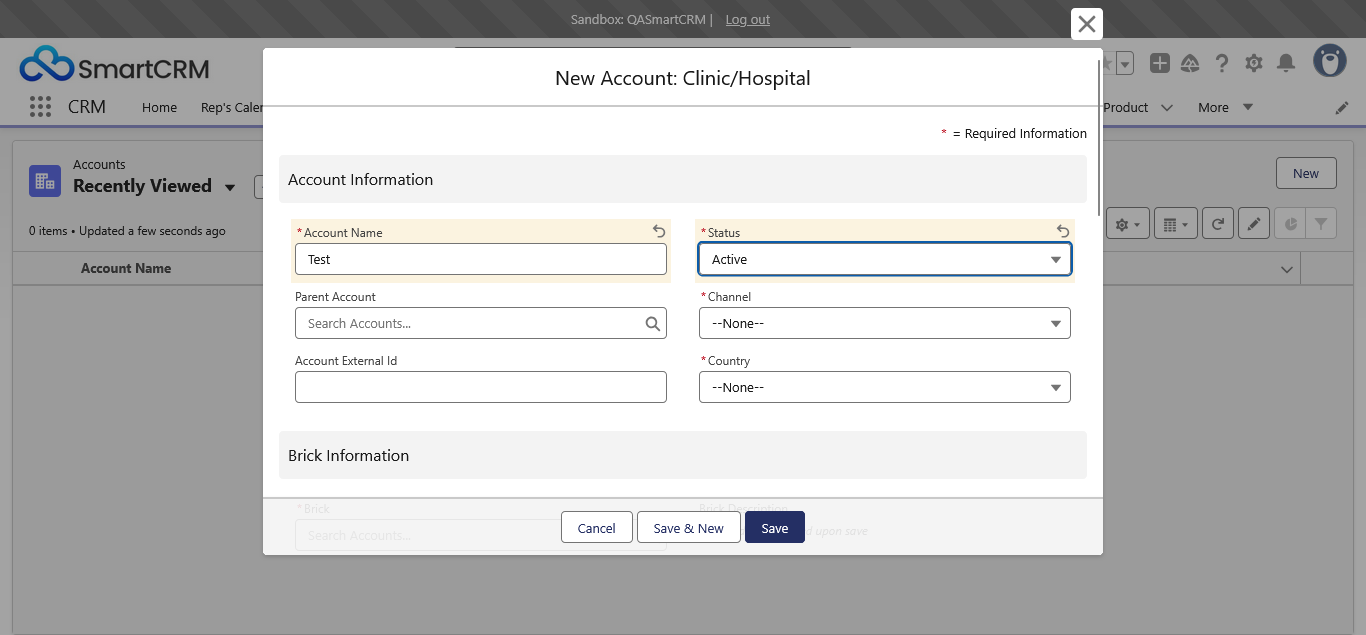 Sandbox: QASmartCRM | Log out
SmartCRM
CRM Home Rep's Caler Product More
Accounts
Recently Viewed
New
0 items • Updated a few seconds ago
Account Name
New Account: Clinic/Hospital
* = Required Information
Account Information
* Account Name
Test
* Status
Active
Parent Account
Search Accounts...
* Channel
--None--
Account External Id
* Country
--None--
Brick Information
* Brick
Search Accounts...
Brick Description
d upon save
Cancel Save & New Save